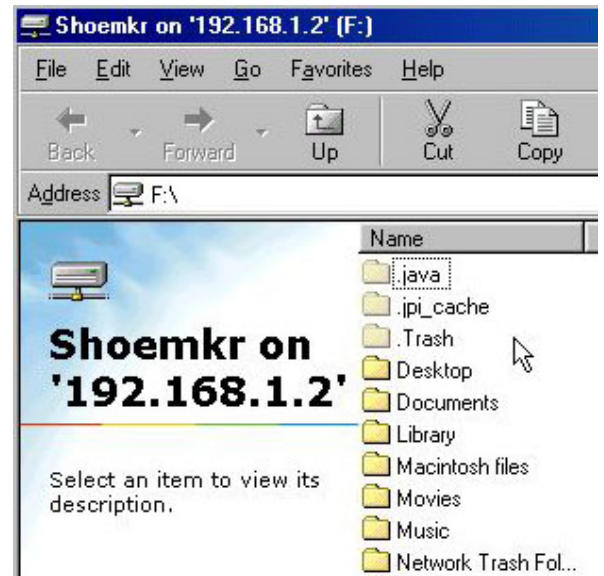 Shoemkr on '192.168.1.2' (F:)
File Edit View Go Favorites Help
Back Forward Up Cut Copy
Address F:\
Name
.java
.jpi_cache
.Trash
Desktop
Documents
Library
Macintosh files
Movies
Music
Network Trash Fol...
Shoemkr on
'192.168.1.2'
Select an item to view its
description.